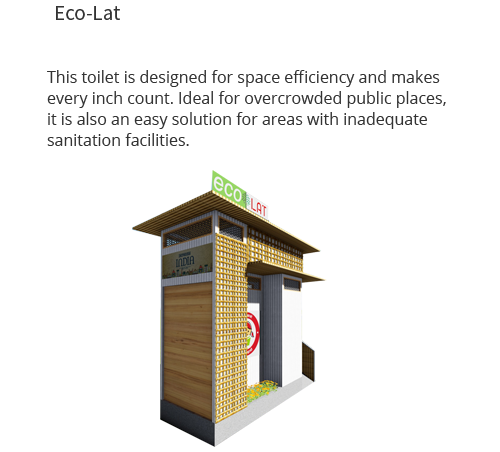 Eco-Lat
This toilet is designed for space efficiency and makes
every inch count. Ideal for overcrowded public places,
it is also an easy solution for areas with inadequate
sanitation facilities.
eco LAT